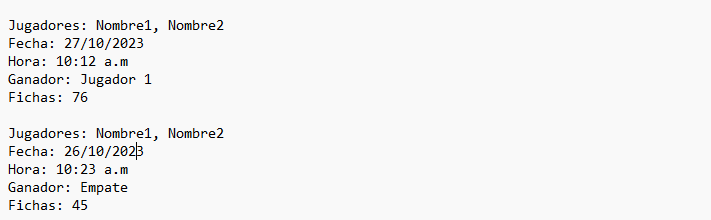 Jugadores: Nombre1, Nombre2
Fecha: 27/10/2023
Hora: 10:12 a.m
Ganador: Jugador 1
Fichas: 76

Jugadores: Nombre1, Nombre2
Fecha: 26/10/2023
Hora: 10:23 a.m
Ganador: Empate
Fichas: 45